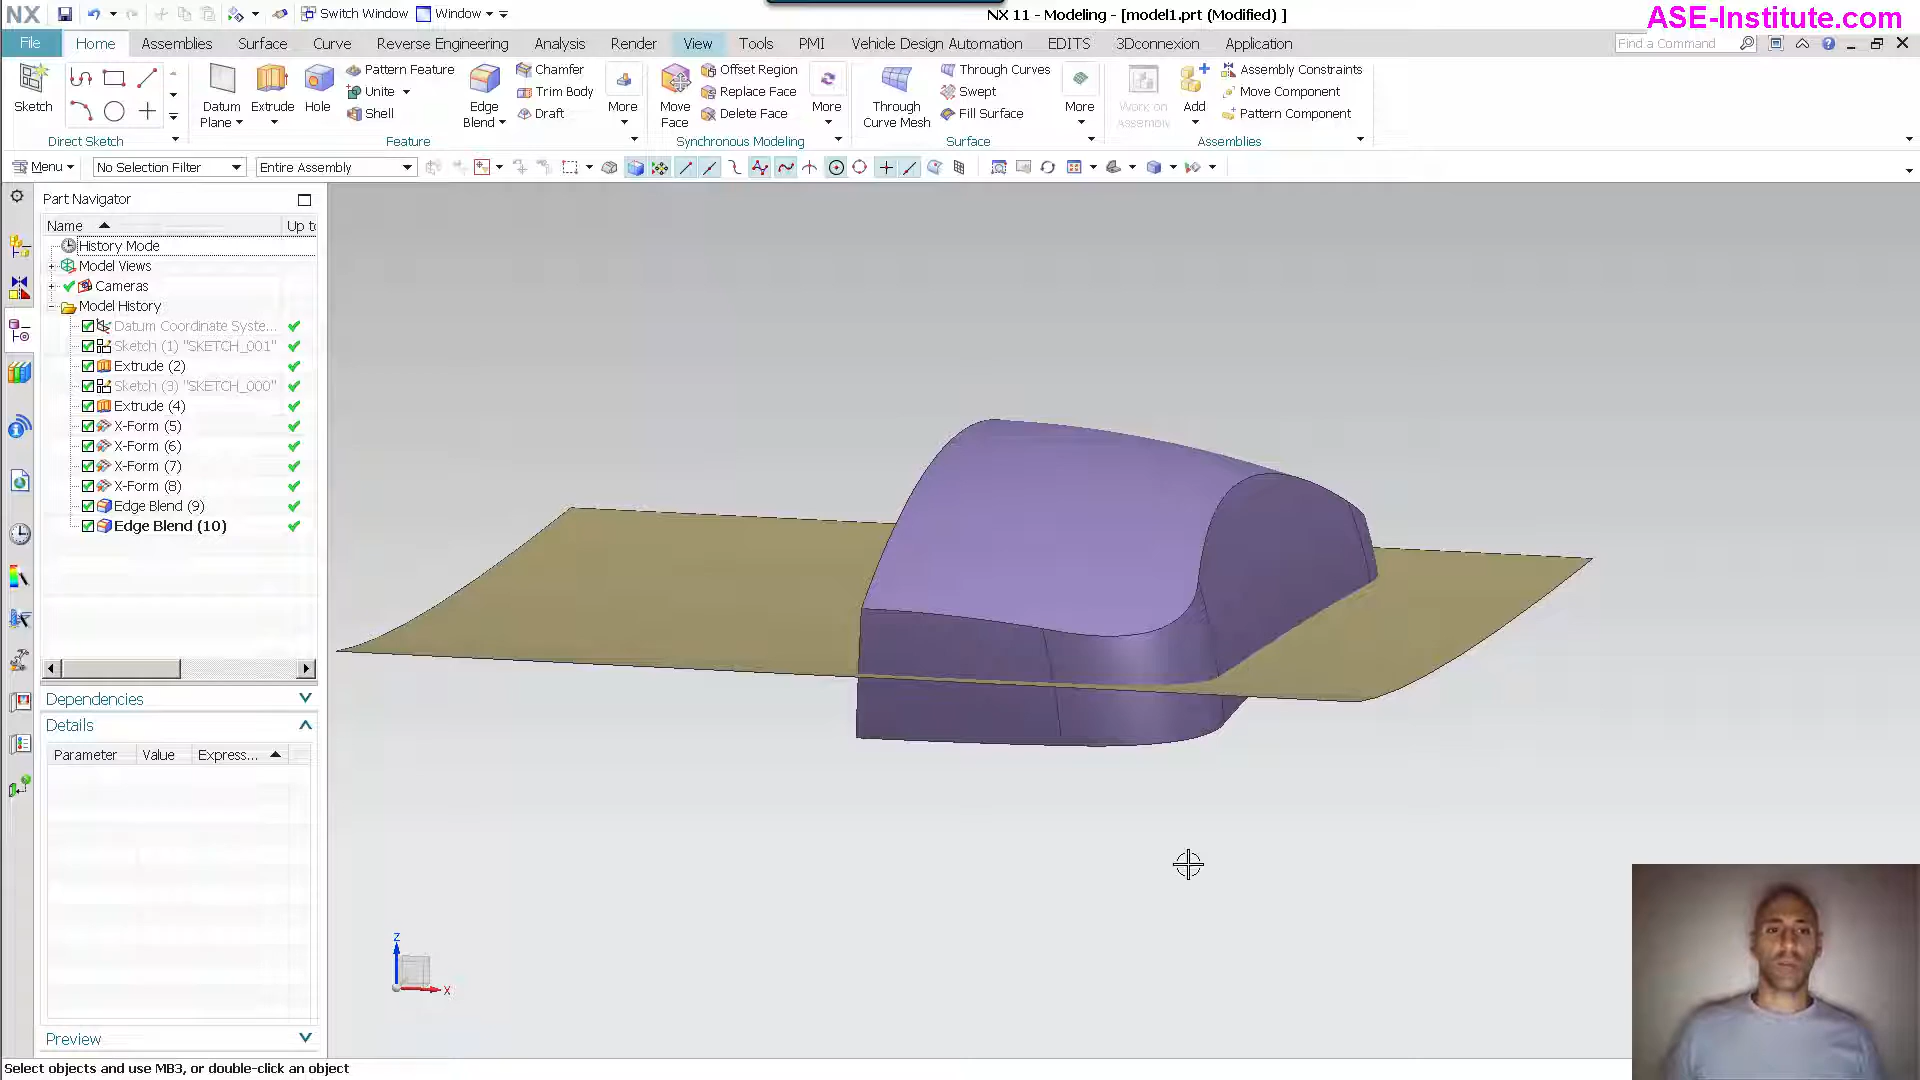 NX
Switch Window
Window
NX 11 - Modeling - [model1.prt (Modified) ]
ASE-Institute.com
File
Home
Assemblies
Surface
Curve
Reverse Engineering
Analysis
Render
View
Tools
PMI
Vehicle Design Automation
EDITS
3Dconnexion
Application
Find a Command
Sketch
Direct Sketch
Datum
Plane
Extrude
Hole
Pattern Feature
Unite
Shell
Edge
Blend
Chamfer
Trim Body
Draft
More
Feature
Move
Face
Offset Region
Replace Face
Delete Face
More
Synchronous Modeling
Through
Curve Mesh
Through Curves
Swept
Fill Surface
More
Surface
Work on
Assembly
Add
Assembly Constraints
Move Component
Pattern Component
Assemblies
Menu
No Selection Filter
Entire Assembly
Part Navigator
Name
Up to
History Mode
Model Views
Cameras
Model History
Datum Coordinate Syste...
Sketch (1) "SKETCH_001"
Extrude (2)
Sketch (3) "SKETCH_000"
Extrude (4)
X-Form (5)
X-Form (6)
X-Form (7)
X-Form (8)
Edge Blend (9)
Edge Blend (10)
Dependencies
Details
Parameter
Value
Express...
Preview
Z
X
Select objects and use MB3, or double-click an object